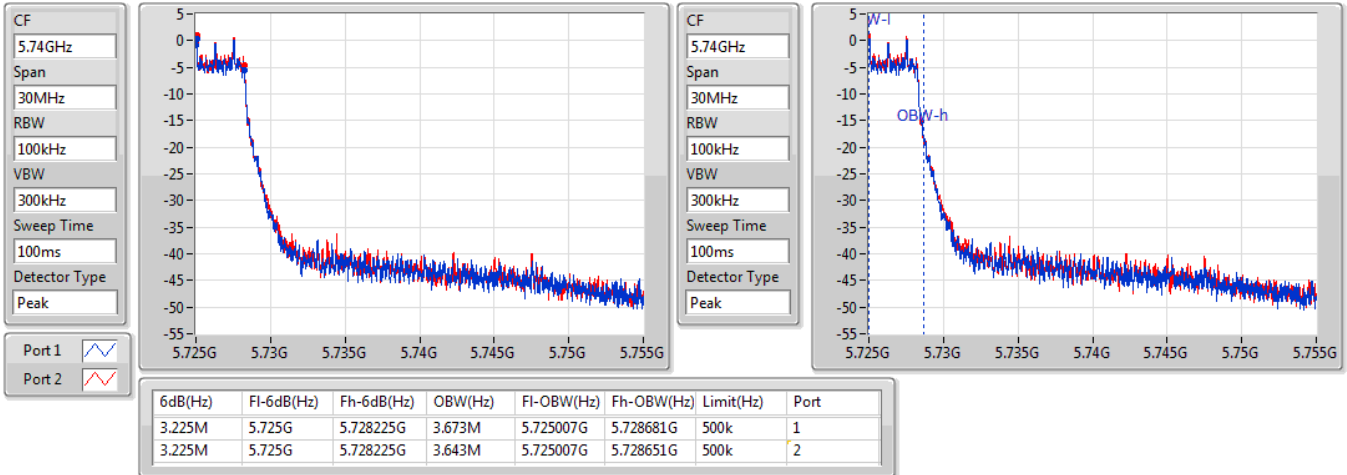 CF
5.74GHz
Span
30MHz
RBW
100kHz
VBW
300kHz
Sweep Time
100ms
Detector Type
Peak
Port 1
Port 2
5
0
-5
-10
-15
-20
-25
-30
-35
-40
-45
-50
-55
5.725G 5.73G 5.735G 5.74G 5.745G 5.75G 5.755G
CF
5.74GHz
Span
30MHz
RBW
100kHz
VBW
300kHz
Sweep Time
100ms
Detector Type
Peak
5
0
-5
-10
-15
-20
-25
-30
-35
-40
-45
-50
-55
W-l
OBW-h
5.725G 5.73G 5.735G 5.74G 5.745G 5.75G 5.755G
6dB(Hz) Fl-6dB(Hz) Fh-6dB(Hz) OBW(Hz) Fl-OBW(Hz) Fh-OBW(Hz) Limit(Hz) Port
3.225M 5.725G 5.728225G 3.673M 5.725007G 5.728681G 500k 1
3.225M 5.725G 5.728225G 3.643M 5.725007G 5.728651G 500k 2